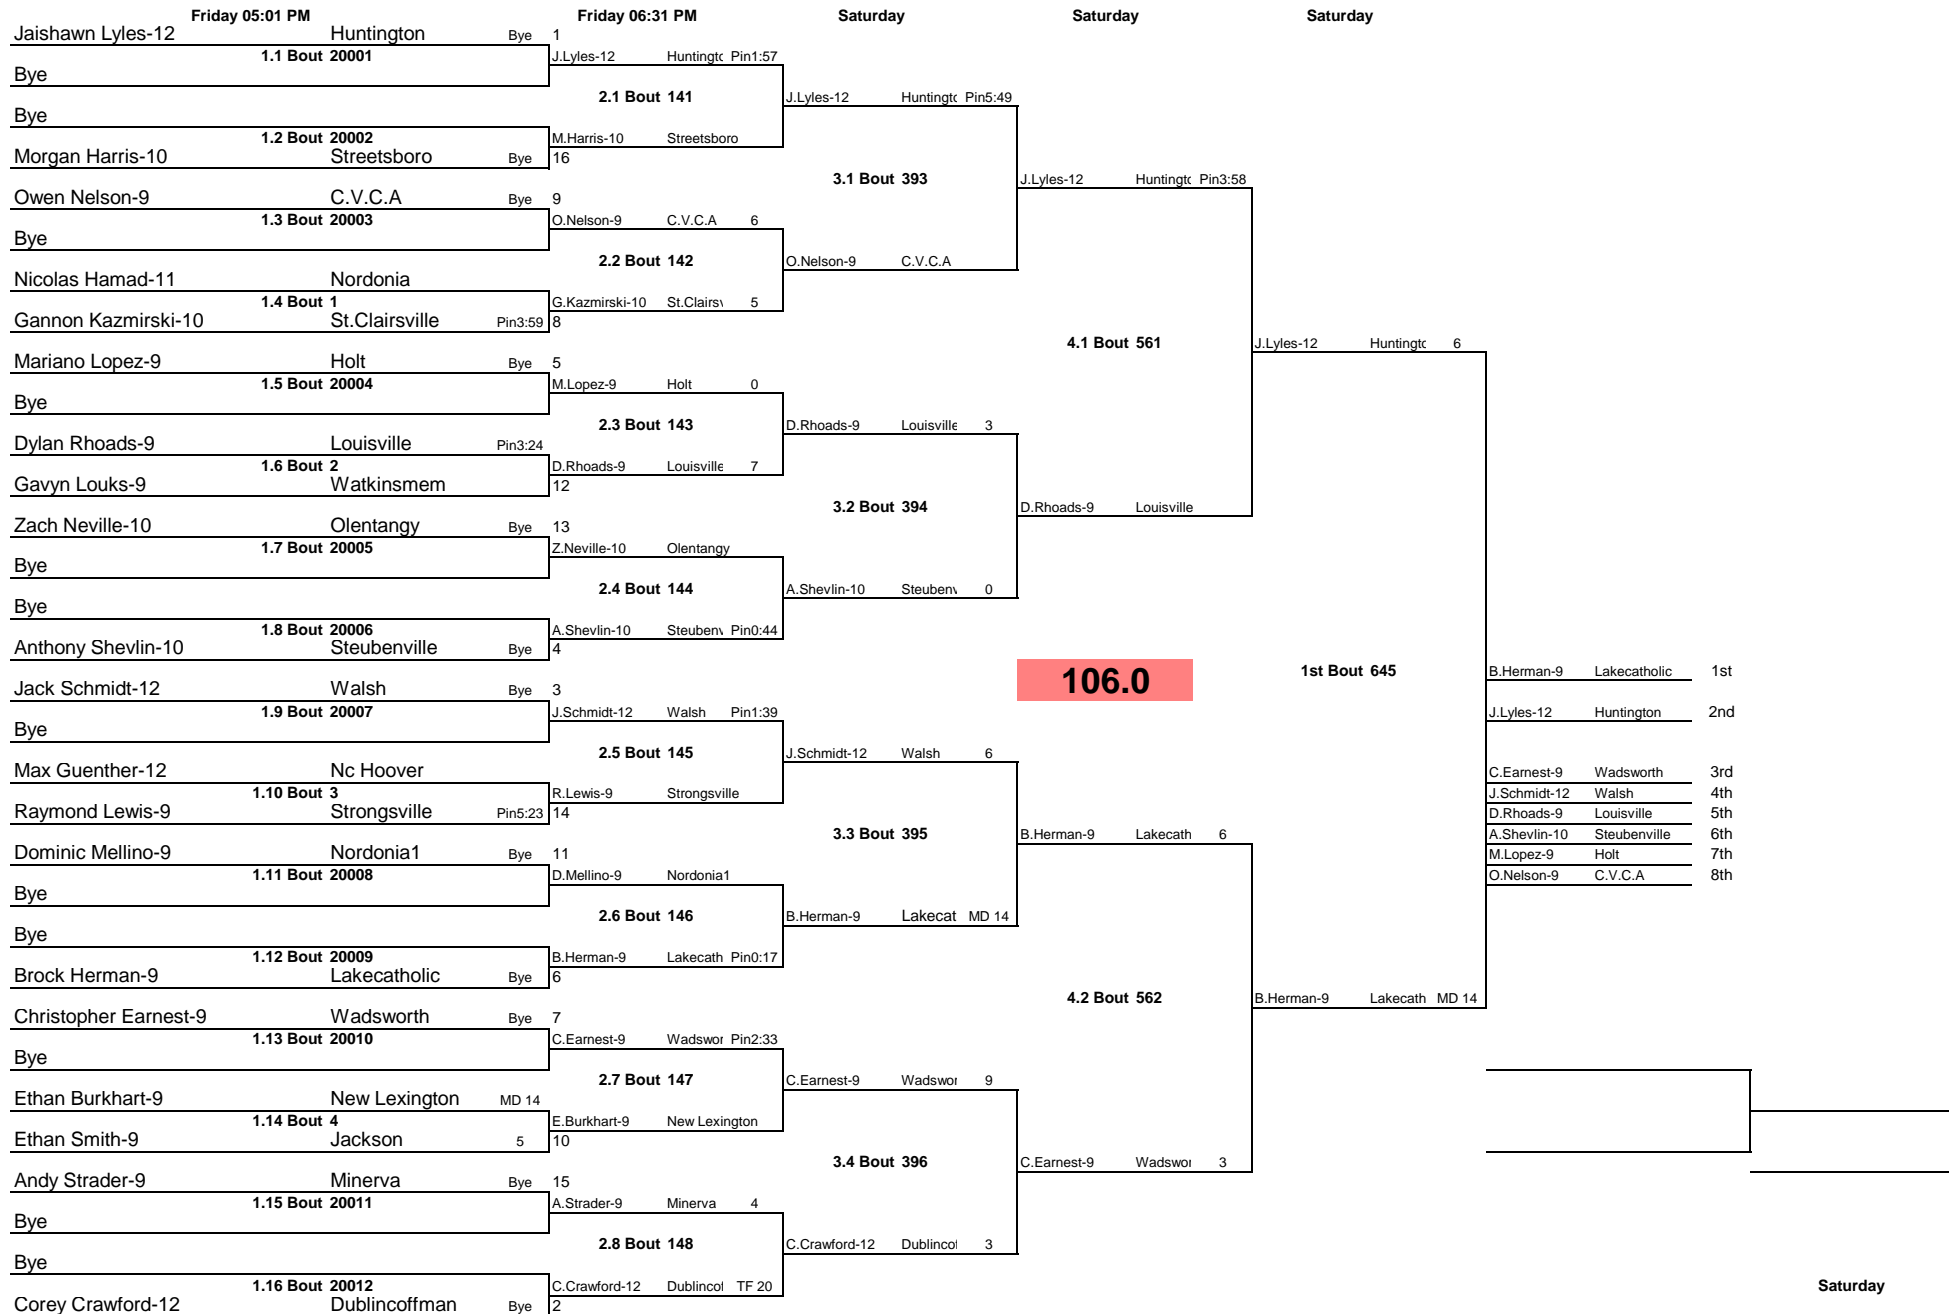 Friday 05:01 PM Friday 06:31 PM Saturday Saturday Saturday
Jaishawn Lyles-12 Huntington Bye 1
1.1 Bout 20001 J.Lyles-12 Huntingtc Pin1:57
Bye
2.1 Bout 141 J.Lyles-12 Huntingtc Pin5:49
Bye
1.2 Bout 20002 M.Harris-10 Streetsboro
Morgan Harris-10 Streetsboro Bye 16
3.1 Bout 393 J.Lyles-12 Huntingtc Pin3:58
Owen Nelson-9 C.V.C.A Bye 9
1.3 Bout 20003 O.Nelson-9 C.V.C.A 6
Bye
2.2 Bout 142 O.Nelson-9 C.V.C.A
Nicolas Hamad-11 Nordonia
1.4 Bout 1 G.Kazmirski-10 St.Clairsv 5
Gannon Kazmirski-10 St.Clairsville Pin3:59 8
4.1 Bout 561 J.Lyles-12 Huntingtc 6
Mariano Lopez-9 Holt Bye 5
1.5 Bout 20004 M.Lopez-9 Holt 0
Bye
2.3 Bout 143 D.Rhoads-9 Louisville 3
Dylan Rhoads-9 Louisville Pin3:24
1.6 Bout 2 D.Rhoads-9 Louisville 7
Gavyn Louks-9 Watkinsmem 12
3.2 Bout 394 D.Rhoads-9 Louisville
Zach Neville-10 Olentangy Bye 13
1.7 Bout 20005 Z.Neville-10 Olentangy
Bye
2.4 Bout 144 A.Shevlin-10 Steubenv 0
Bye
1.8 Bout 20006 A.Shevlin-10 Steubenv Pin0:44
Anthony Shevlin-10 Steubenville Bye 4
106.0 1st Bout 645 B.Herman-9 Lakecatholic 1st
Jack Schmidt-12 Walsh Bye 3
1.9 Bout 20007 J.Schmidt-12 Walsh Pin1:39 J.Lyles-12 Huntington 2nd
Bye
2.5 Bout 145 J.Schmidt-12 Walsh 6
Max Guenther-12 Nc Hoover C.Earnest-9 Wadsworth 3rd
1.10 Bout 3 R.Lewis-9 Strongsville J.Schmidt-12 Walsh 4th
Raymond Lewis-9 Strongsville Pin5:23 14 D.Rhoads-9 Louisville 5th
3.3 Bout 395 B.Herman-9 Lakecath 6 A.Shevlin-10 Steubenville 6th
Dominic Mellino-9 Nordonia1 Bye 11 M.Lopez-9 Holt 7th
1.11 Bout 20008 D.Mellino-9 Nordonia1 O.Nelson-9 C.V.C.A 8th
Bye
2.6 Bout 146 B.Herman-9 Lakecat MD 14
Bye
1.12 Bout 20009 B.Herman-9 Lakecath Pin0:17
Brock Herman-9 Lakecatholic Bye 6
4.2 Bout 562 B.Herman-9 Lakecath MD 14
Christopher Earnest-9 Wadsworth Bye 7
1.13 Bout 20010 C.Earnest-9 Wadswor Pin2:33
Bye
2.7 Bout 147 C.Earnest-9 Wadswor 9
Ethan Burkhart-9 New Lexington MD 14
1.14 Bout 4 E.Burkhart-9 New Lexington
Ethan Smith-9 Jackson 5 10
3.4 Bout 396 C.Earnest-9 Wadswor 3
Andy Strader-9 Minerva Bye 15
1.15 Bout 20011 A.Strader-9 Minerva 4
Bye
2.8 Bout 148 C.Crawford-12 Dublincof 3
Bye
1.16 Bout 20012 C.Crawford-12 Dublincof TF 20 Saturday
Corey Crawford-12 Dublincoffman Bye 2